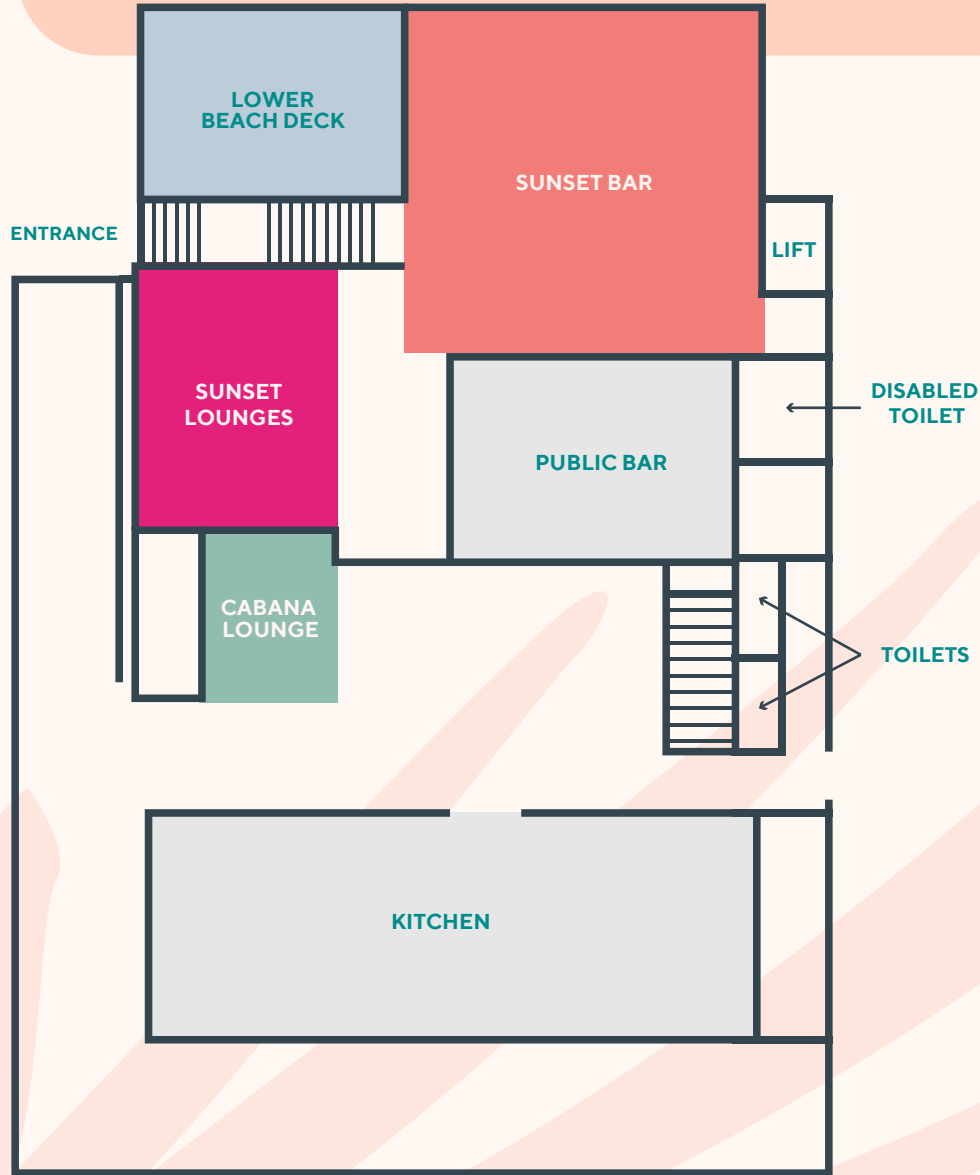 LOWER
BEACH DECK
SUNSET BAR
ENTRANCE
LIFT
SUNSET
LOUNGES
DISABLED
TOILET
PUBLIC BAR
CABANA
LOUNGE
TOILETS
KITCHEN